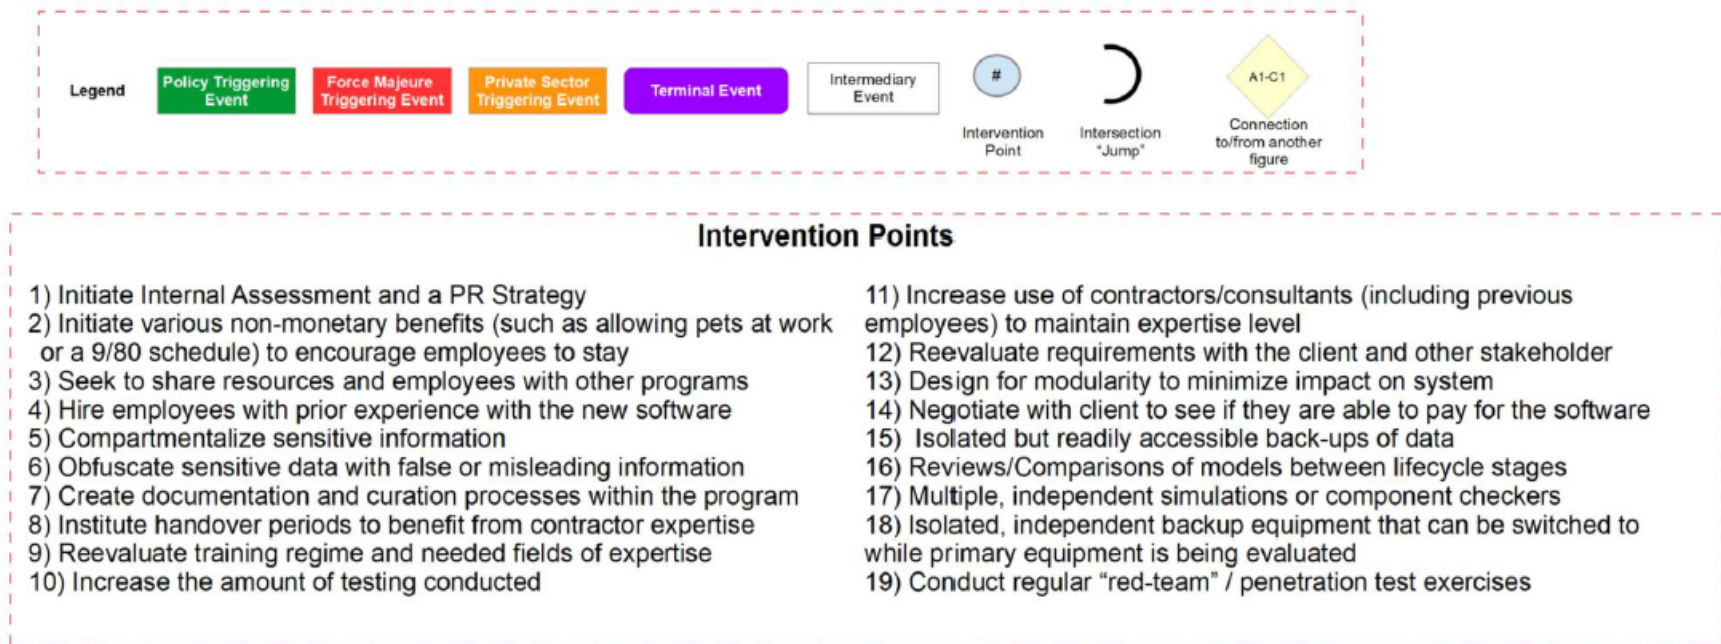 Legend
Policy Triggering
Event
Force Majeure
Triggering Event
Private Sector
Triggering Event
Terminal Event
Intermediary
Event
#
Intervention
Point
Intersection
"Jump"
A1-C1
Connection
to/from another
figure
Intervention Points
1) Initiate Internal Assessment and a PR Strategy
2) Initiate various non-monetary benefits (such as allowing pets at work
or a 9/80 schedule) to encourage employees to stay
3) Seek to share resources and employees with other programs
4) Hire employees with prior experience with the new software
5) Compartmentalize sensitive information
6) Obfuscate sensitive data with false or misleading information
7) Create documentation and curation processes within the program
8) Institute handover periods to benefit from contractor expertise
9) Reevaluate training regime and needed fields of expertise
10) Increase the amount of testing conducted
11) Increase use of contractors/consultants (including previous
employees) to maintain expertise level
12) Reevaluate requirements with the client and other stakeholder
13) Design for modularity to minimize impact on system
14) Negotiate with client to see if they are able to pay for the software
15) Isolated but readily accessible back-ups of data
16) Reviews/Comparisons of models between lifecycle stages
17) Multiple, independent simulations or component checkers
18) Isolated, independent backup equipment that can be switched to
while primary equipment is being evaluated
19) Conduct regular “red-team” / penetration test exercises